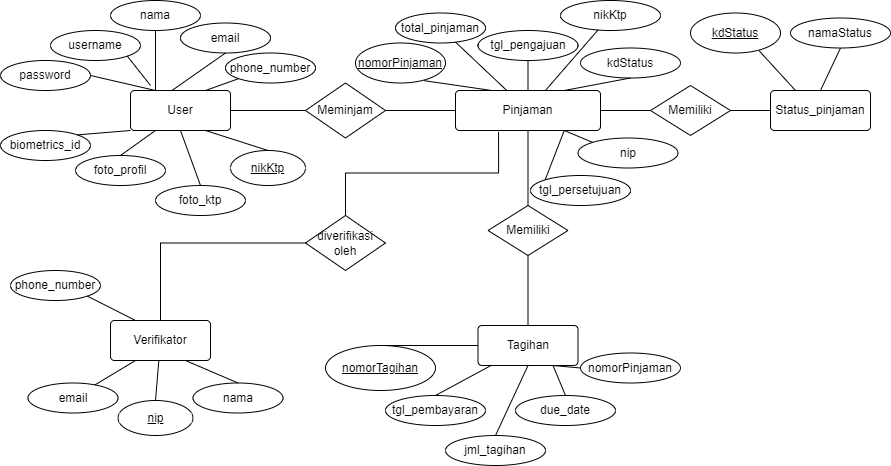 nama
nikKtp
total_pinjaman
kdStatus
namaStatus
username
email
tgl_pengajuan
password
phone_number
nomorPinjaman
kdStatus
User
Meminjam
Pinjaman
Memiliki
Status_pinjaman
biometrics_id
foto_profil
nikKtp
nip
foto_ktp
tgl_persetujuan
diverifikasi
oleh
Memiliki
phone_number
Verifikator
Tagihan
nomorTagihan
nomorPinjaman
email
nip
nama
tgl_pembayaran
due_date
jml_tagihan